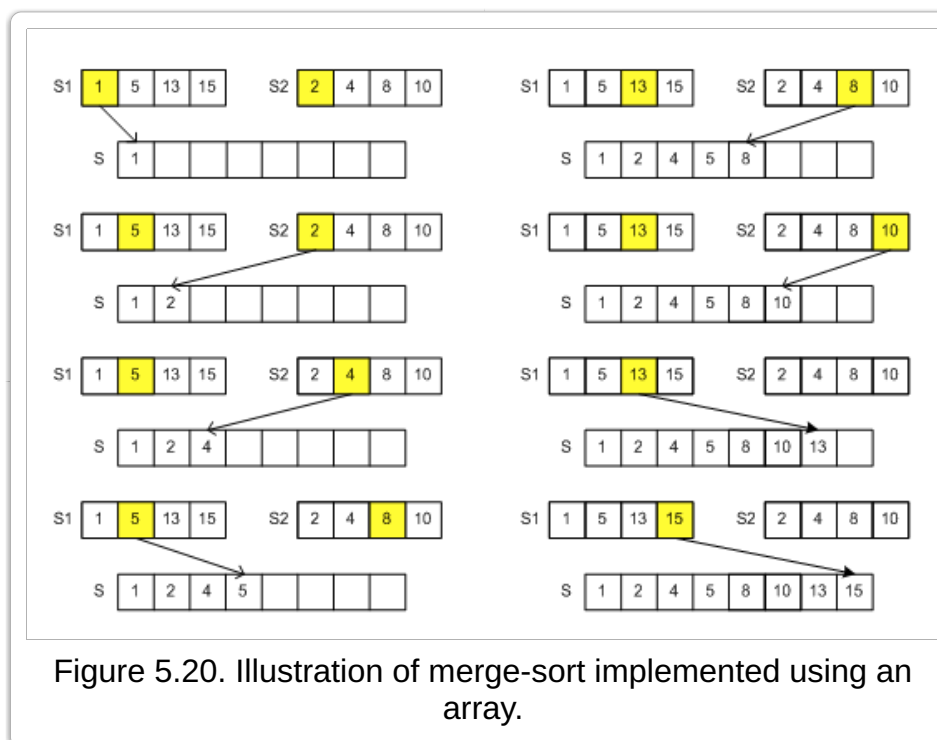 S1 1 5 13 15 S2 2 4 8 10
S 1
S1 1 5 13 15 S2 2 4 8 10
S 1 2
S1 1 5 13 15 S2 2 4 8 10
S 1 2 4
S1 1 5 13 15 S2 2 4 8 10
S 1 2 4 5
S1 1 5 13 15 S2 2 4 8 10
S 1 2 4 5 8
S1 1 5 13 15 S2 2 4 8 10
S 1 2 4 5 8 10
S1 1 5 13 15 S2 2 4 8 10
S 1 2 4 5 8 10 13
S1 1 5 13 15 S2 2 4 8 10
S 1 2 4 5 8 10 13 15
Figure 5.20. Illustration of merge-sort implemented using an
array.